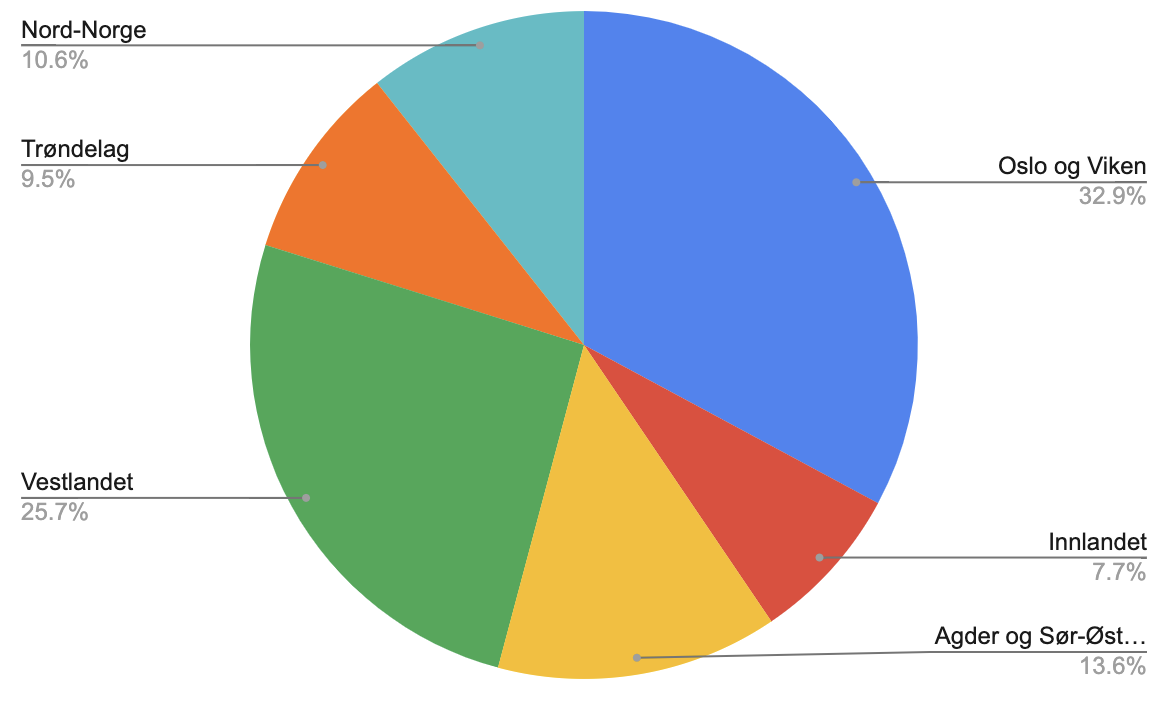 Nord-Norge
10.6%
Trøndelag
9.5%
Vestlandet
25.7%
Oslo og Viken
32.9%
Innlandet
7.7%
Agder og Sør-Øst…
13.6%